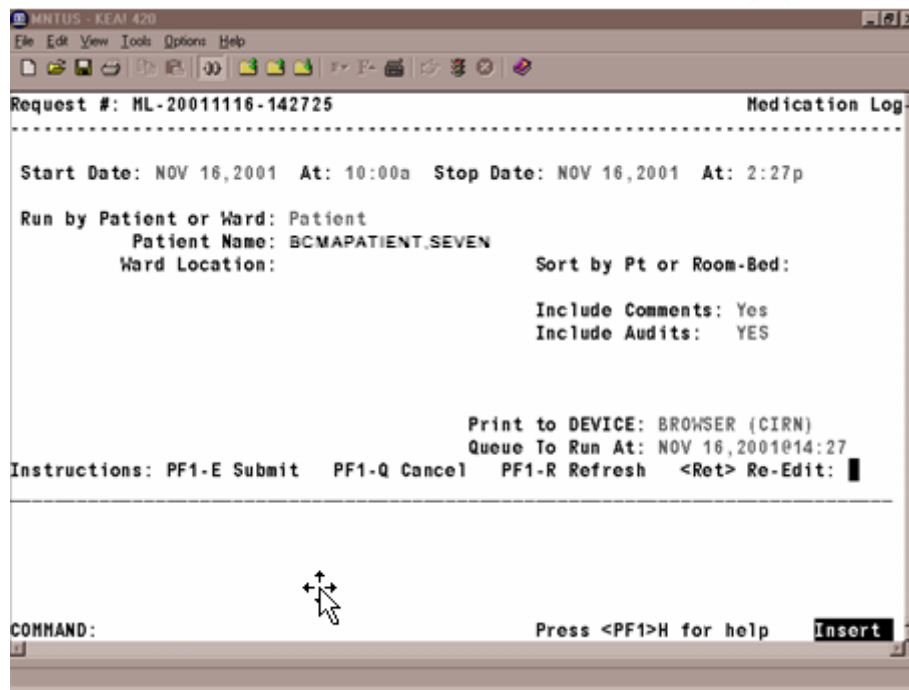 MNTUS - KEA! 420
File Edit View Tools Options Help
Request #: ML-20011116-142725 Medication Log
Start Date: NOV 16,2001 At: 10:00a Stop Date: NOV 16,2001 At: 2:27p
Run by Patient or Ward: Patient
Patient Name: BCMAPATIENT,SEVEN
Ward Location: Sort by Pt or Room-Bed:
Include Comments: Yes
Include Audits: YES
Print to DEVICE: BROWSER (CIRN)
Queue To Run At: NOV 16,2001@14:27
Instructions: PF1-E Submit PF1-Q Cancel PF1-R Refresh <Ret> Re-Edit:
COMMAND: Press <PF1>H for help Insert